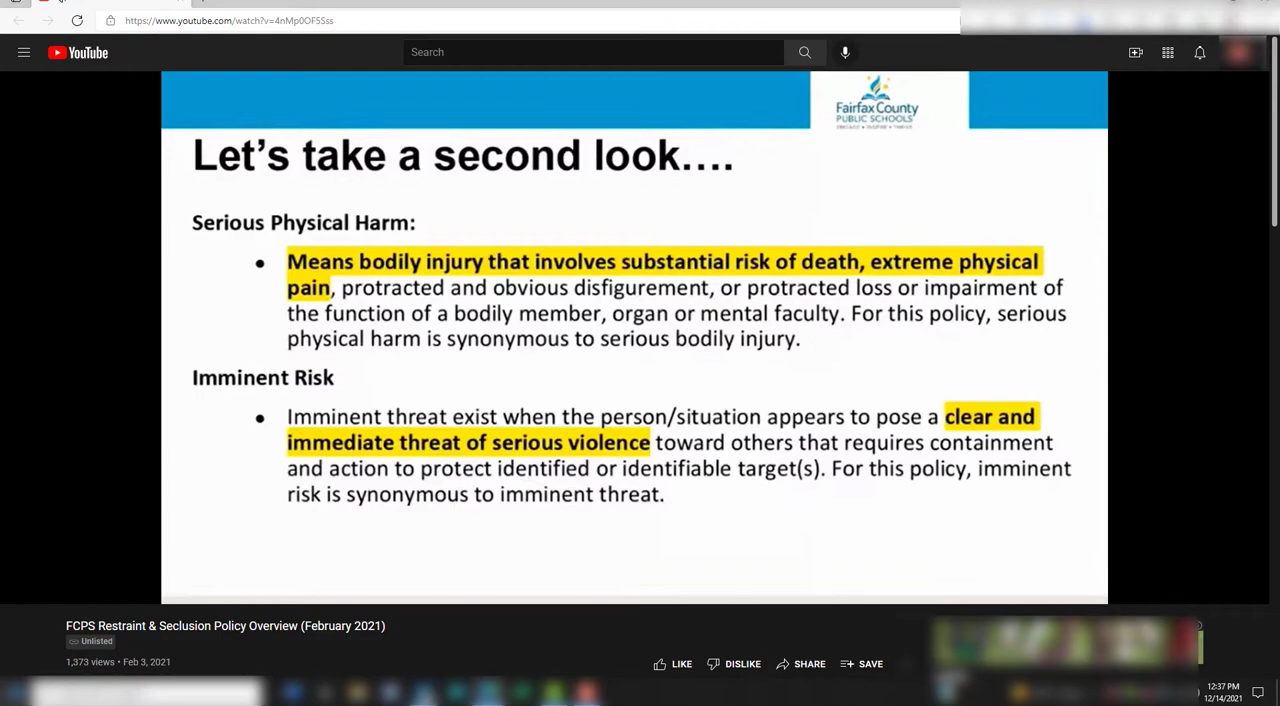 https://www.youtube.com/watch?v=4nMp0OF5Sss
YouTube
Search
Fairfax County
PUBLIC SCHOOLS
ENGAGE • INSPIRE • THRIVE
Let's take a second look….
Serious Physical Harm:
● Means bodily injury that involves substantial risk of death, extreme physical
pain, protracted and obvious disfigurement, or protracted loss or impairment of
the function of a bodily member, organ or mental faculty. For this policy, serious
physical harm is synonymous to serious bodily injury.
Imminent Risk
● Imminent threat exist when the person/situation appears to pose a clear and
immediate threat of serious violence toward others that requires containment
and action to protect identified or identifiable target(s). For this policy, imminent
risk is synonymous to imminent threat.
FCPS Restraint & Seclusion Policy Overview (February 2021)
Unlisted
1,373 views • Feb 3, 2021
LIKE DISLIKE SHARE SAVE
12:37 PM
12/14/2021